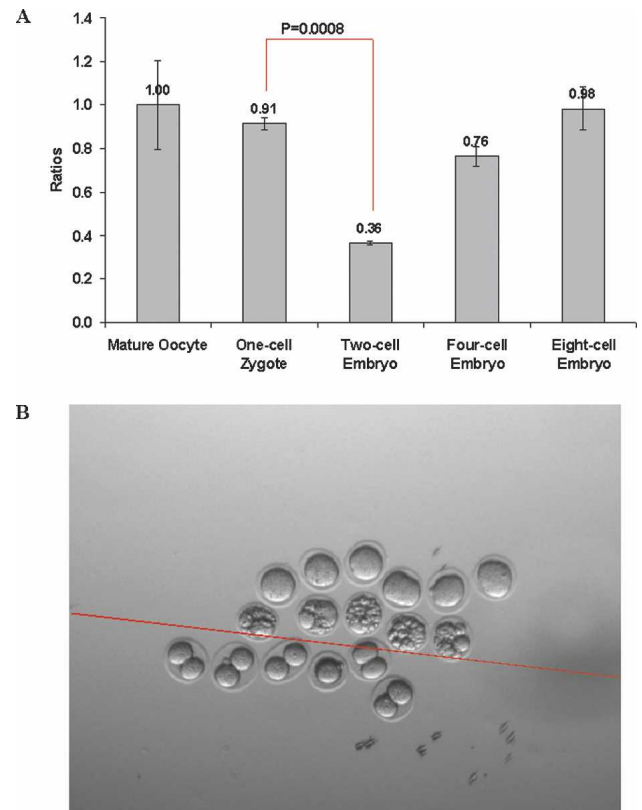 A
1.4
1.2
1.0
0.8
0.6
0.4
0.2
0.0
Ratios
P=0.0008
1.00
0.91
0.36
0.76
0.98
Mature Oocyte
One-cell
Zygote
Two-cell
Embryo
Four-cell
Embryo
Eight-cell
Embryo
B